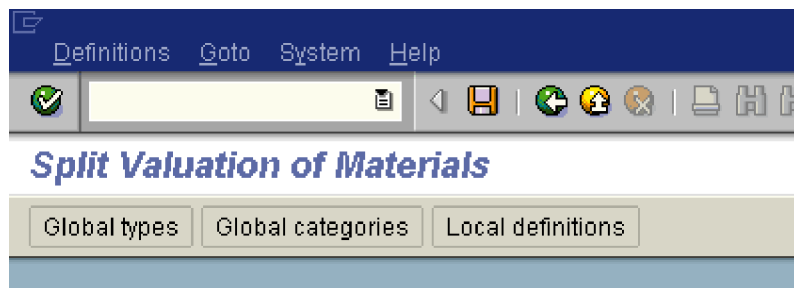 Definitions Goto System Help
Split Valuation of Materials
Global types Global categories Local definitions